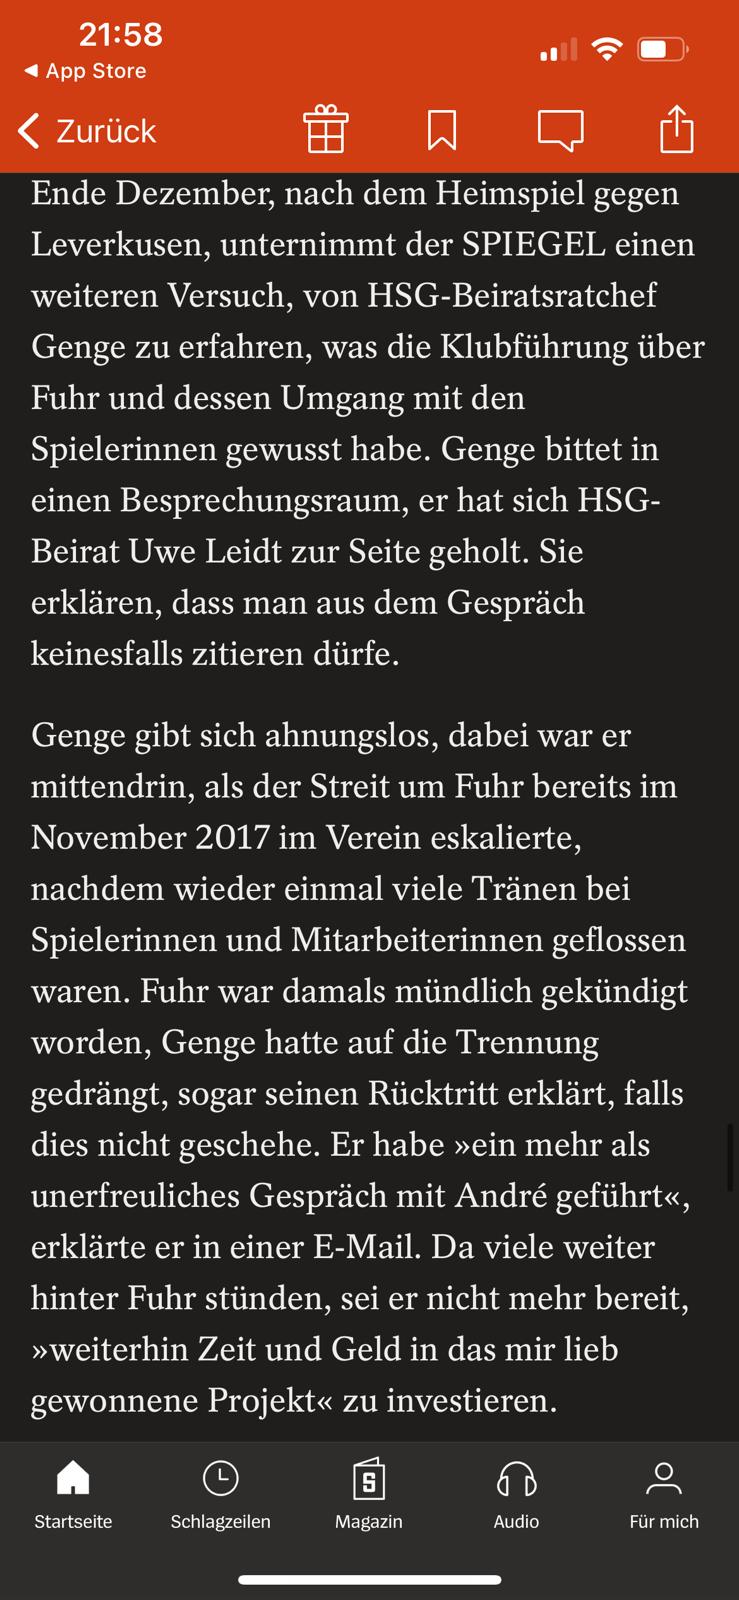 21:58
◀ App Store
Zurück
Ende Dezember, nach dem Heimspiel gegen
Leverkusen, unternimmt der SPIEGEL einen
weiteren Versuch, von HSG-Beiratsratchef
Genge zu erfahren, was die Klubführung über
Fuhr und dessen Umgang mit den
Spielerinnen gewusst habe. Genge bittet in
einen Besprechungsraum, er hat sich HSG-
Beirat Uwe Leidt zur Seite geholt. Sie
erklären, dass man aus dem Gespräch
keinesfalls zitieren dürfe.
Genge gibt sich ahnungslos, dabei war er
mittendrin, als der Streit um Fuhr bereits im
November 2017 im Verein eskalierte,
nachdem wieder einmal viele Tränen bei
Spielerinnen und Mitarbeiterinnen geflossen
waren. Fuhr war damals mündlich gekündigt
worden, Genge hatte auf die Trennung
gedrängt, sogar seinen Rücktritt erklärt, falls
dies nicht geschehe. Er habe »ein mehr als
unerfreuliches Gespräch mit André geführt«,
erklärte er in einer E-Mail. Da viele weiter
hinter Fuhr stünden, sei er nicht mehr bereit,
»weiterhin Zeit und Geld in das mir lieb
gewonnene Projekt« zu investieren.
S
Startseite Schlagzeilen Magazin Audio Für mich